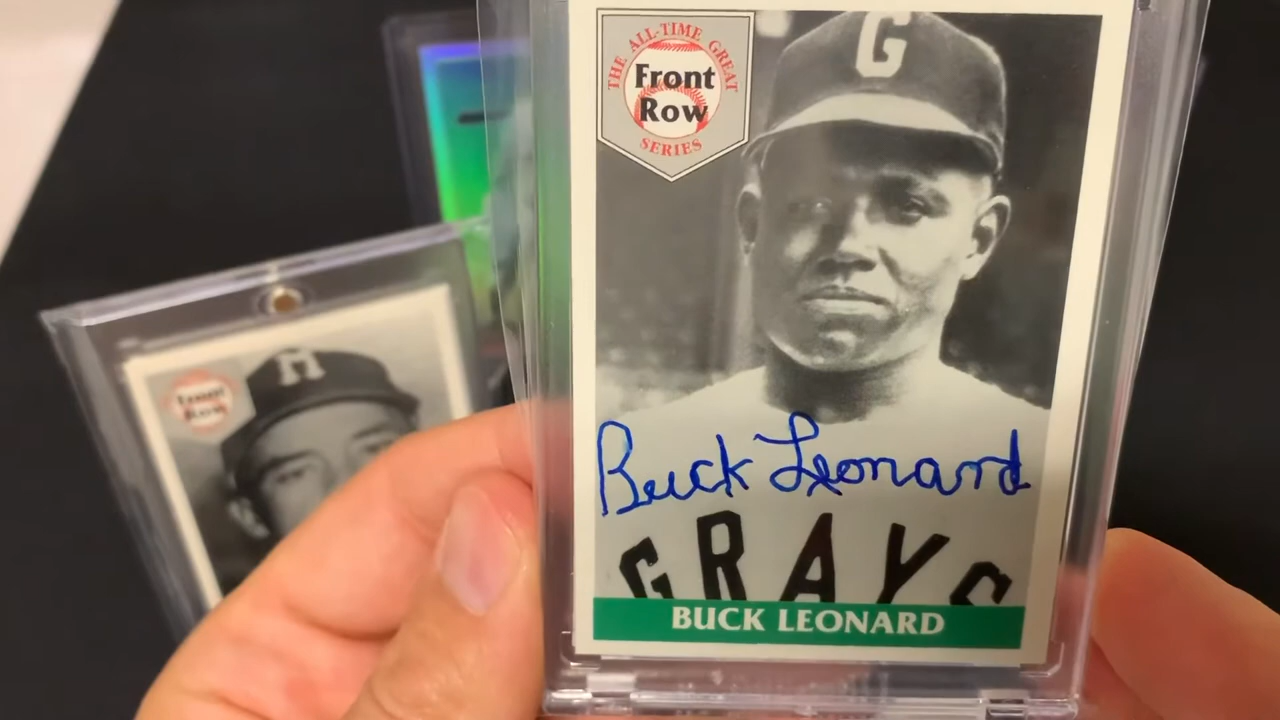 THE ALL-TIME GREAT
Front
Row
SERIES
G
Buck Leonard
GRAYS
BUCK LEONARD
Front
Row
M